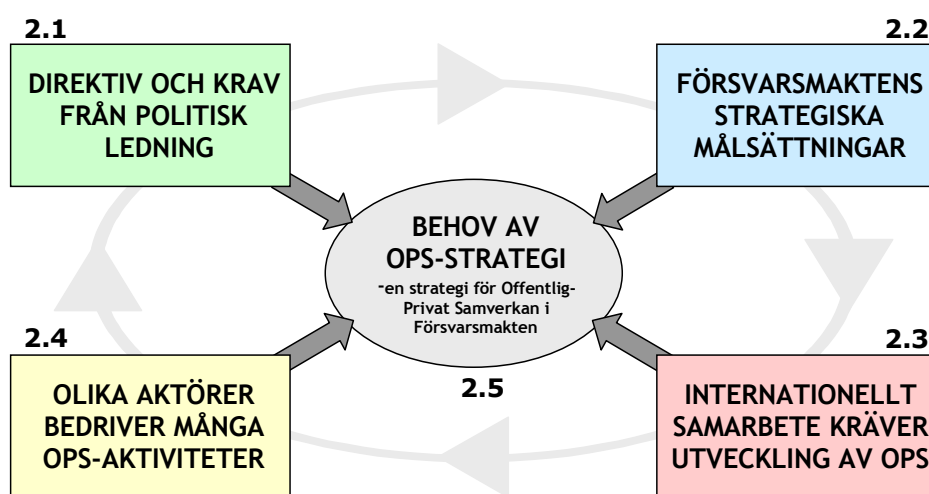 2.1
DIREKTIV OCH KRAV
FRÅN POLITISK
LEDNING
2.2
FÖRSVARSMAKTENS
STRATEGISKA
MÅLSÄTTNINGAR
BEHOV AV
OPS-STRATEGI
-en strategi för Offentlig-
Privat Samverkan i
Försvarsmakten
2.5
2.4
OLIKA AKTÖRER
BEDRIVER MÅNGA
OPS-AKTIVITETER
2.3
INTERNATIONELLT
SAMARBETE KRÄVER
UTVECKLING AV OPS